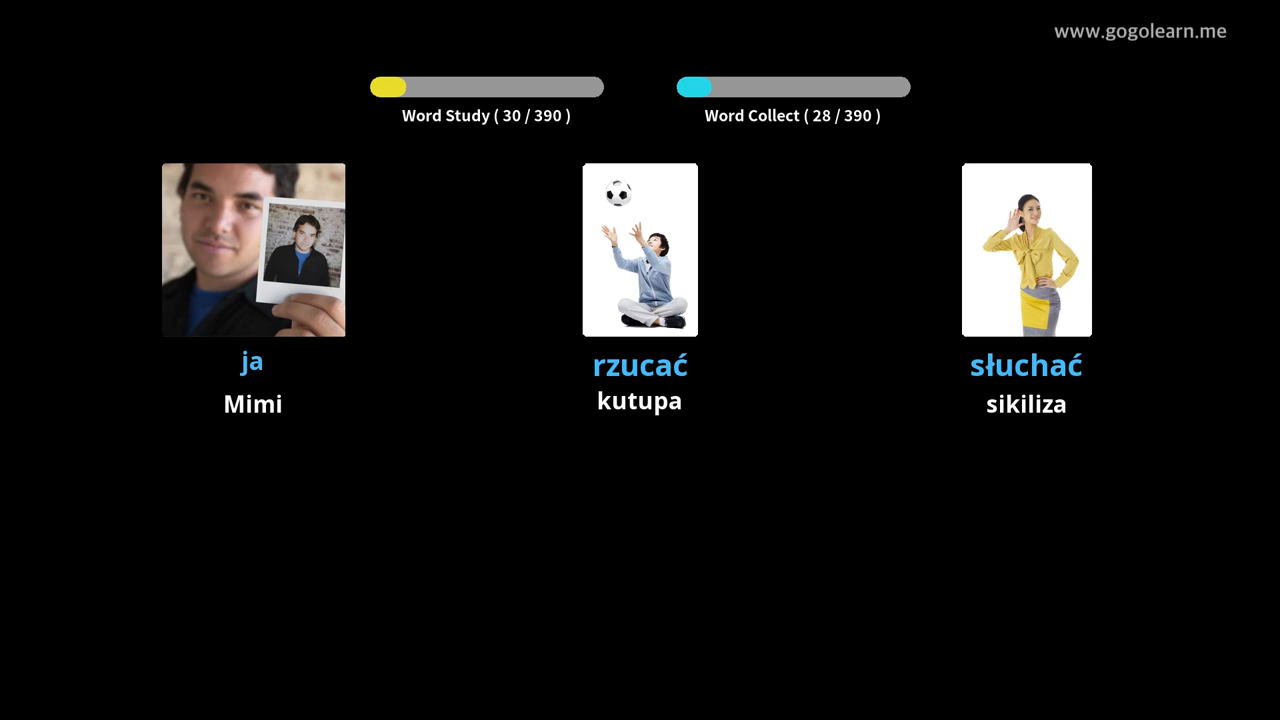 www.gogolearn.me
Word Study ( 30 / 390 )
Word Collect ( 28 / 390 )
ja
rzucać
słuchać
Mimi
kutupa
sikiliza